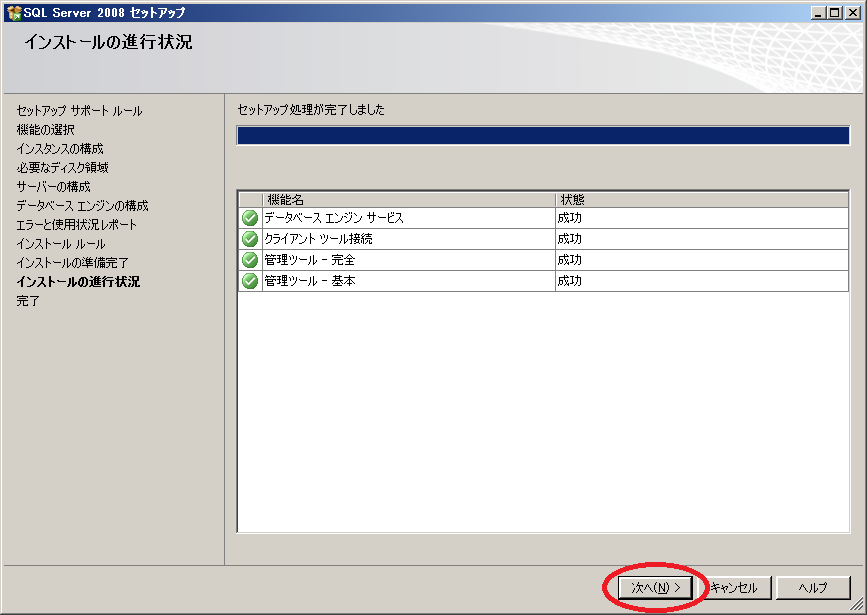 SQL Server 2008 セットアップ
インストールの進行状況
セットアップ サポート ルール
機能の選択
インスタンスの構成
必要なディスク領域
サーバーの構成
データベース エンジンの構成
エラーと使用状況レポート
インストール ルール
インストールの準備完了
インストールの進行状況
完了
セットアップ処理が完了しました
機能名 状態
データベース エンジン サービス 成功
クライアント ツール接続 成功
管理ツール - 完全 成功
管理ツール - 基本 成功
次へ(N) > キャンセル ヘルプ